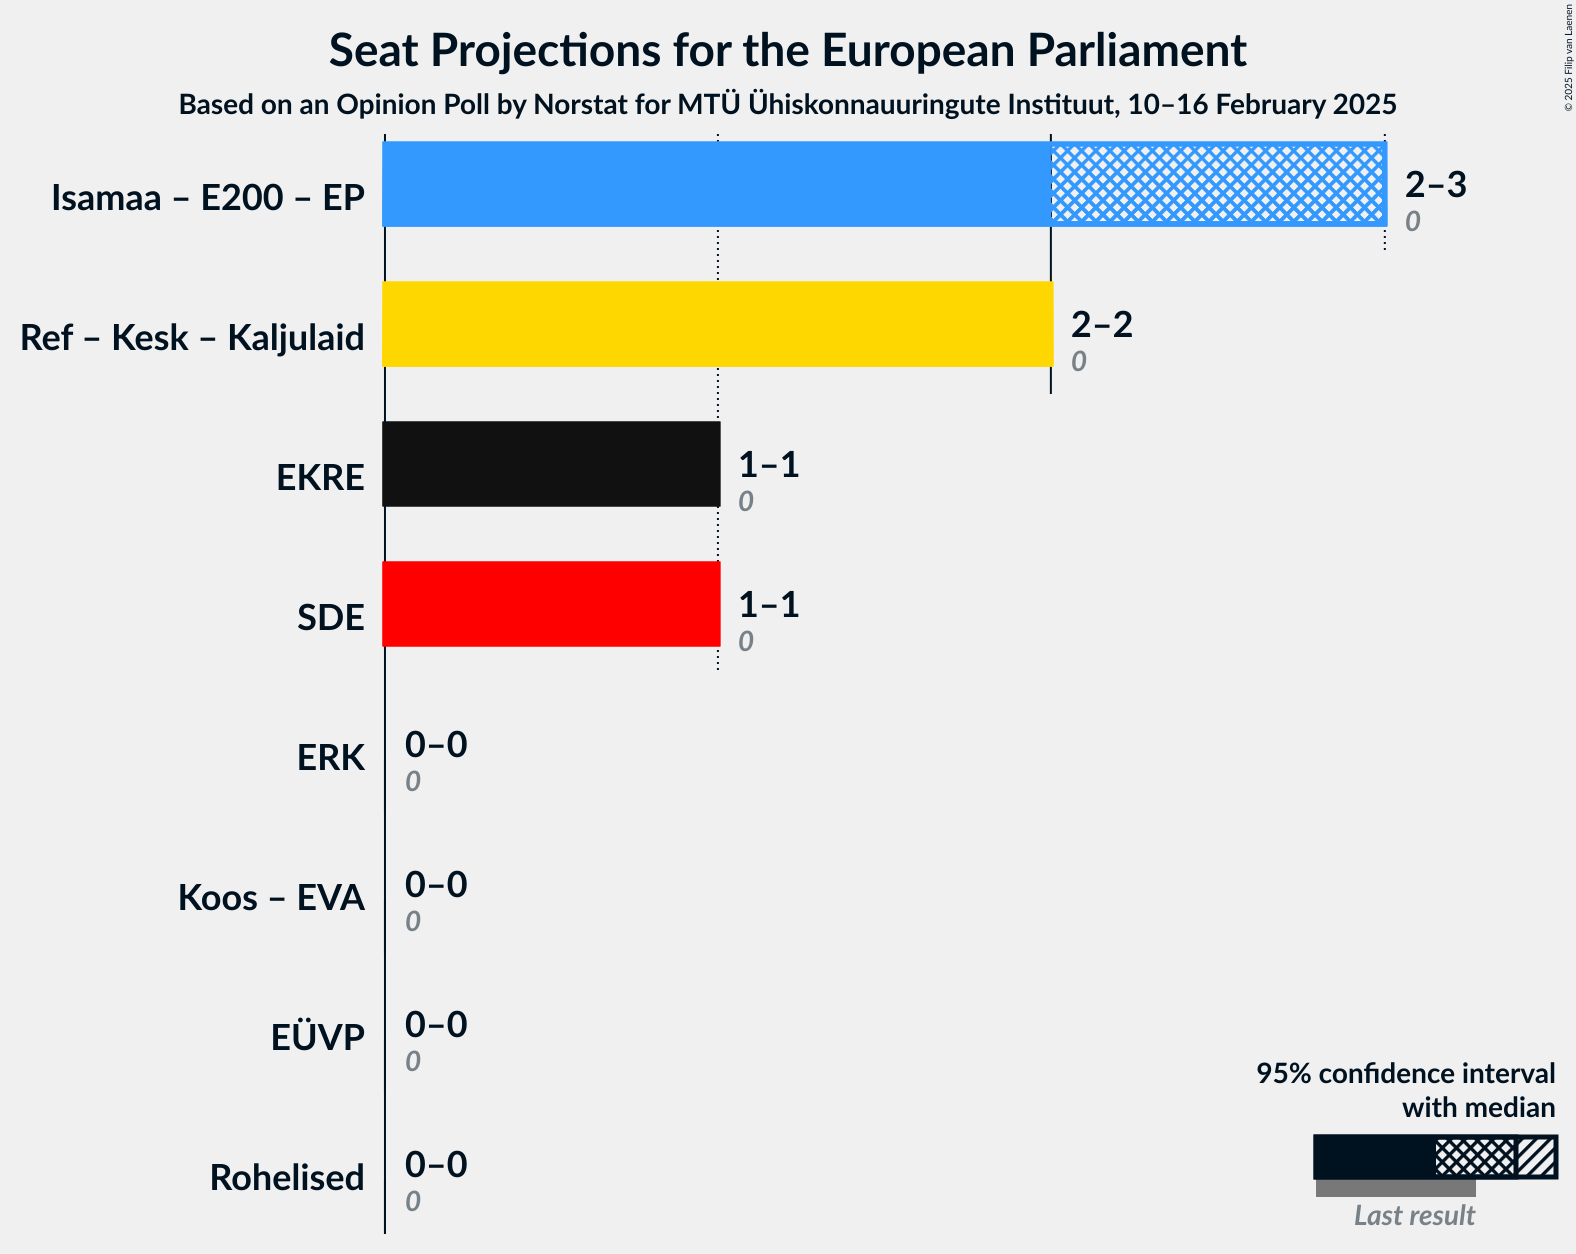 Seat Projections for the European Parliament
Based on an Opinion Poll by Norstat for MTÜ Ühiskonnauuringute Instituut, 10–16 February 2025
© 2025 Filip van Laenen
Isamaa – E200 – EP
2–3
0
Ref – Kesk – Kaljulaid
2–2
0
EKRE
1–1
0
SDE
1–1
0
ERK
0–0
0
Koos – EVA
0–0
0
EÜVP
0–0
0
Rohelised
0–0
0
95% confidence interval
with median
Last result